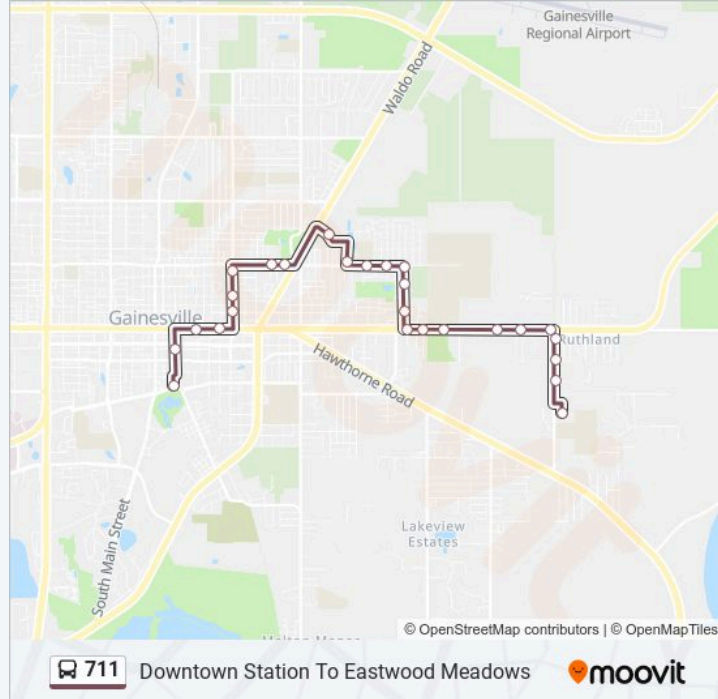 Gainesville
Regional Airport
Waldo Road
Gainesville
Ruthland
Hawthorne Road
Lakeview
Estates
South Main Street
© OpenStreetMap contributors | © OpenMapTiles
711 Downtown Station To Eastwood Meadows
moovit